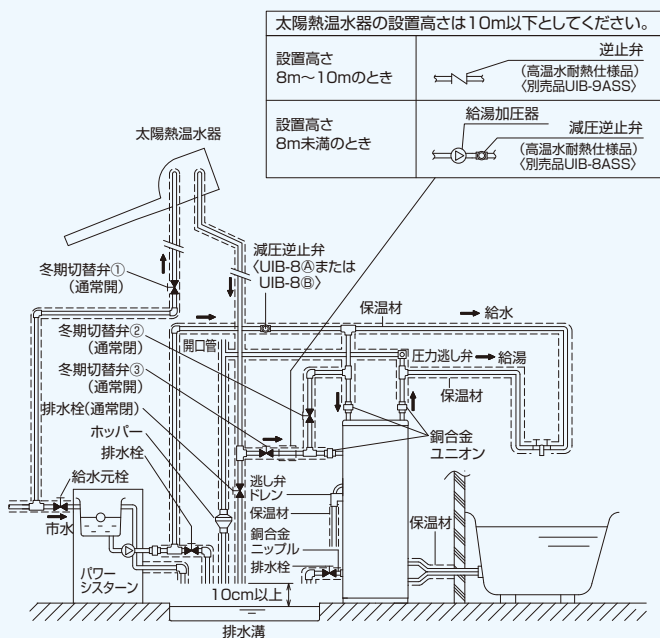 太陽熱温水器の設置高さは10m以下としてください。
設置高さ
8m〜10mのとき
逆止弁
(高温水耐熱仕様品)
〈別売品UIB-9ASS〉
設置高さ
8m未満のとき
給湯加圧器
減圧逆止弁
(高温水耐熱仕様品)
〈別売品UIB-8ASS〉
太陽熱温水器
冬期切替弁①
(通常開)
減圧逆止弁
〈UIB-8Ⓐまたは
UIB-8Ⓑ〉
保温材
給水
冬期切替弁②
(通常閉)
開口管
圧力逃し弁
給湯
冬期切替弁③
(通常開)
保温材
排水栓(通常閉)
ホッパー
排水栓
銅合金
ユニオン
給水元栓
逃し弁
ドレン
保温材
市水
銅合金
ニップル
保温材
パワー
シスターン
排水栓
10cm以上
排水溝